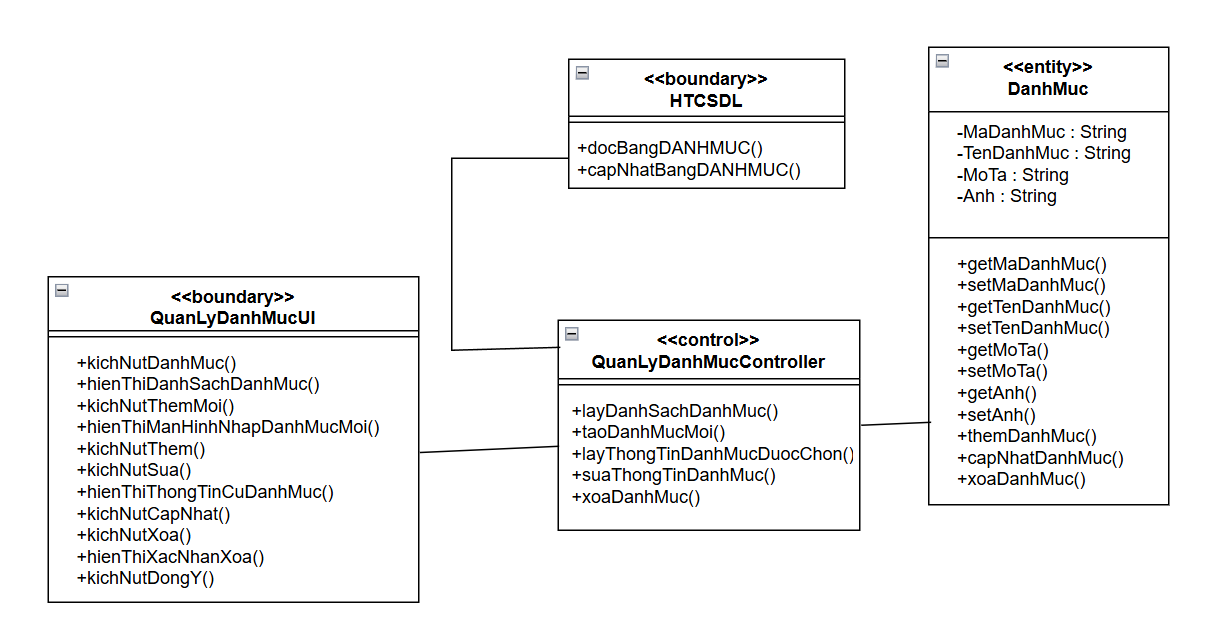 <<boundary>>
HTCSDL
+docBangDANHMUC()
+capNhatBangDANHMUC()
<<entity>>
DanhMuc
-MaDanhMuc : String
-TenDanhMuc : String
-MoTa : String
-Anh : String
+getMaDanhMuc()
+setMaDanhMuc()
+getTenDanhMuc()
+setTenDanhMuc()
+getMoTa()
+setMoTa()
+getAnh()
+setAnh()
+themDanhMuc()
+capNhatDanhMuc()
+xoaDanhMuc()
<<boundary>>
QuanLyDanhMucUI
+kichNutDanhMuc()
+hienThiDanhSachDanhMuc()
+kichNutThemMoi()
+hienThiManHinhNhapDanhMucMoi()
+kichNutThem()
+kichNutSua()
+hienThiThongTinCuDanhMuc()
+kichNutCapNhat()
+kichNutXoa()
+hienThiXacNhanXoa()
+kichNutDongY()
<<control>>
QuanLyDanhMucController
+layDanhSachDanhMuc()
+taoDanhMucMoi()
+layThongTinDanhMucDuocChon()
+suaThongTinDanhMuc()
+xoaDanhMuc()